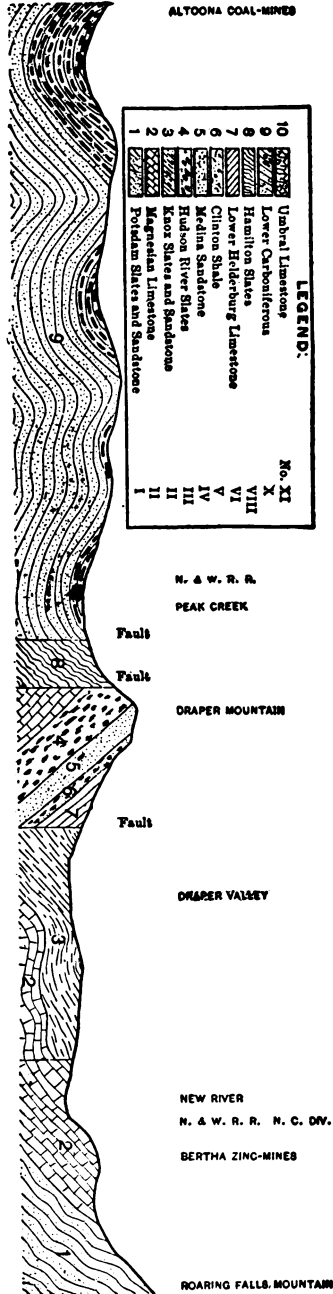 ALTOONA COAL-MINES
LEGEND:
10 Umbral Limestone No. XI
9 Lower Carboniferous X
8 Hamilton Slates VIII
7 Lower Helderburg Limestone VI
6 Clinton Shale V
5 Medina Sandstone IV
4 Hudson River Slates III
3 Knox Slates and Sandstone II
2 Magnesian Limestone II
1 Potsdam Slates and Sandstone I
9
N. & W. R. R.
PEAK CREEK
Fault
8
Fault
DRAPER MOUNTAIN
4 5 6 7
Fault
DRAPER VALLEY
3
2
NEW RIVER
N. & W. R. R. N. C. DIV.
2
BERTHA ZINC-MINES
1
ROARING FALLS MOUNTAIN